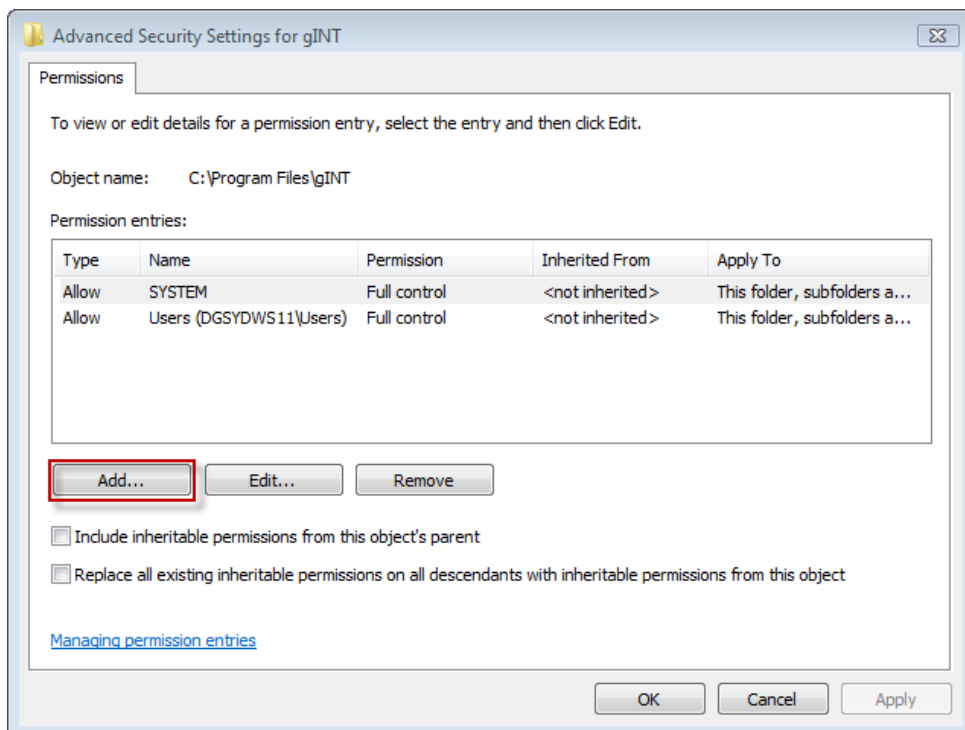 Advanced Security Settings for gINT
Permissions
To view or edit details for a permission entry, select the entry and then click Edit.
Object name: C:\Program Files\gINT
Permission entries:
Type Name Permission Inherited From Apply To
Allow SYSTEM Full control <not inherited> This folder, subfolders a...
Allow Users (DGSYDWS11\Users) Full control <not inherited> This folder, subfolders a...
Add... Edit... Remove
Include inheritable permissions from this object's parent
Replace all existing inheritable permissions on all descendants with inheritable permissions from this object
Managing permission entries
OK Cancel Apply